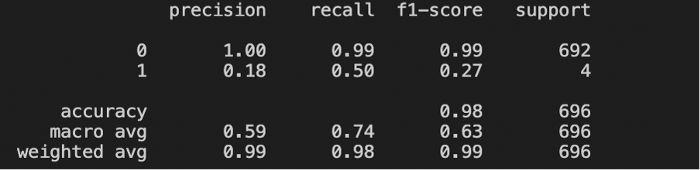 precision recall f1-score support
0 1.00 0.99 0.99 692
1 0.18 0.50 0.27 4
accuracy 0.98 696
macro avg 0.59 0.74 0.63 696
weighted avg 0.99 0.98 0.99 696